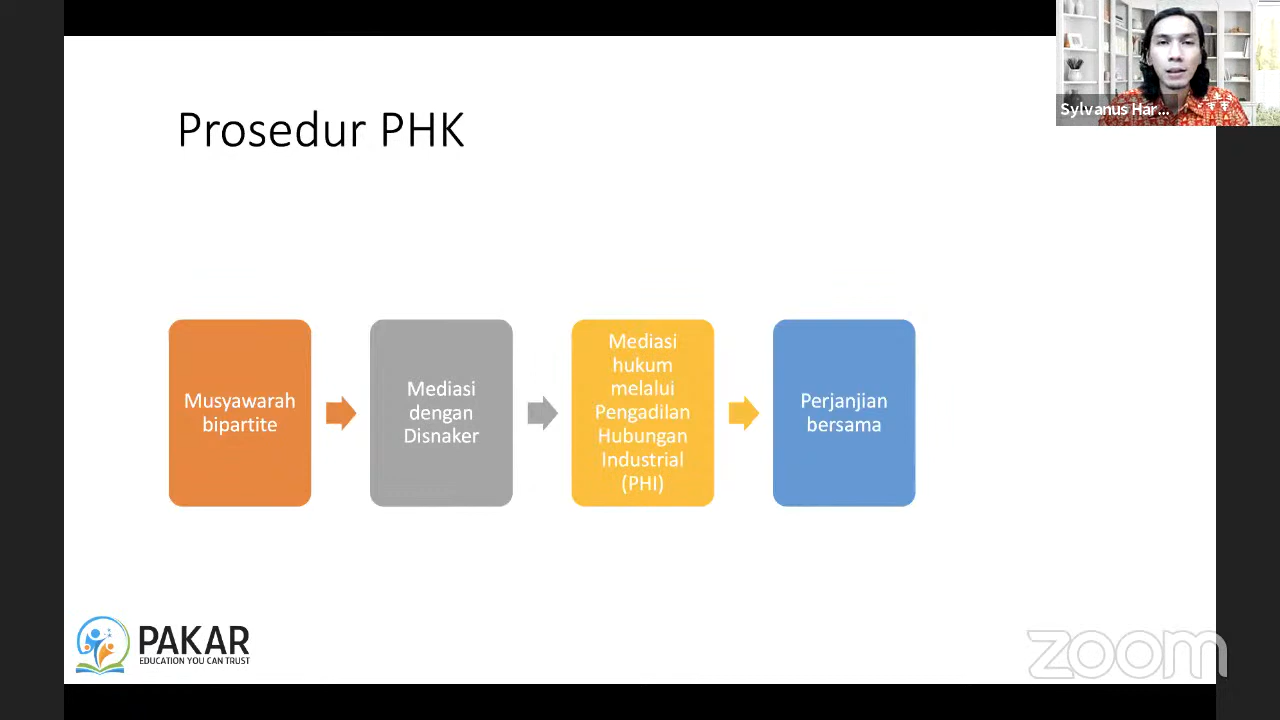 Sylvanus Har...
Prosedur PHK
Musyawarah
bipartite
Mediasi
dengan
Disnaker
Mediasi
hukum
melalui
Pengadilan
Hubungan
Industrial
(PHI)
Perjanjian
bersama
PAKAR
EDUCATION YOU CAN TRUST
zoom